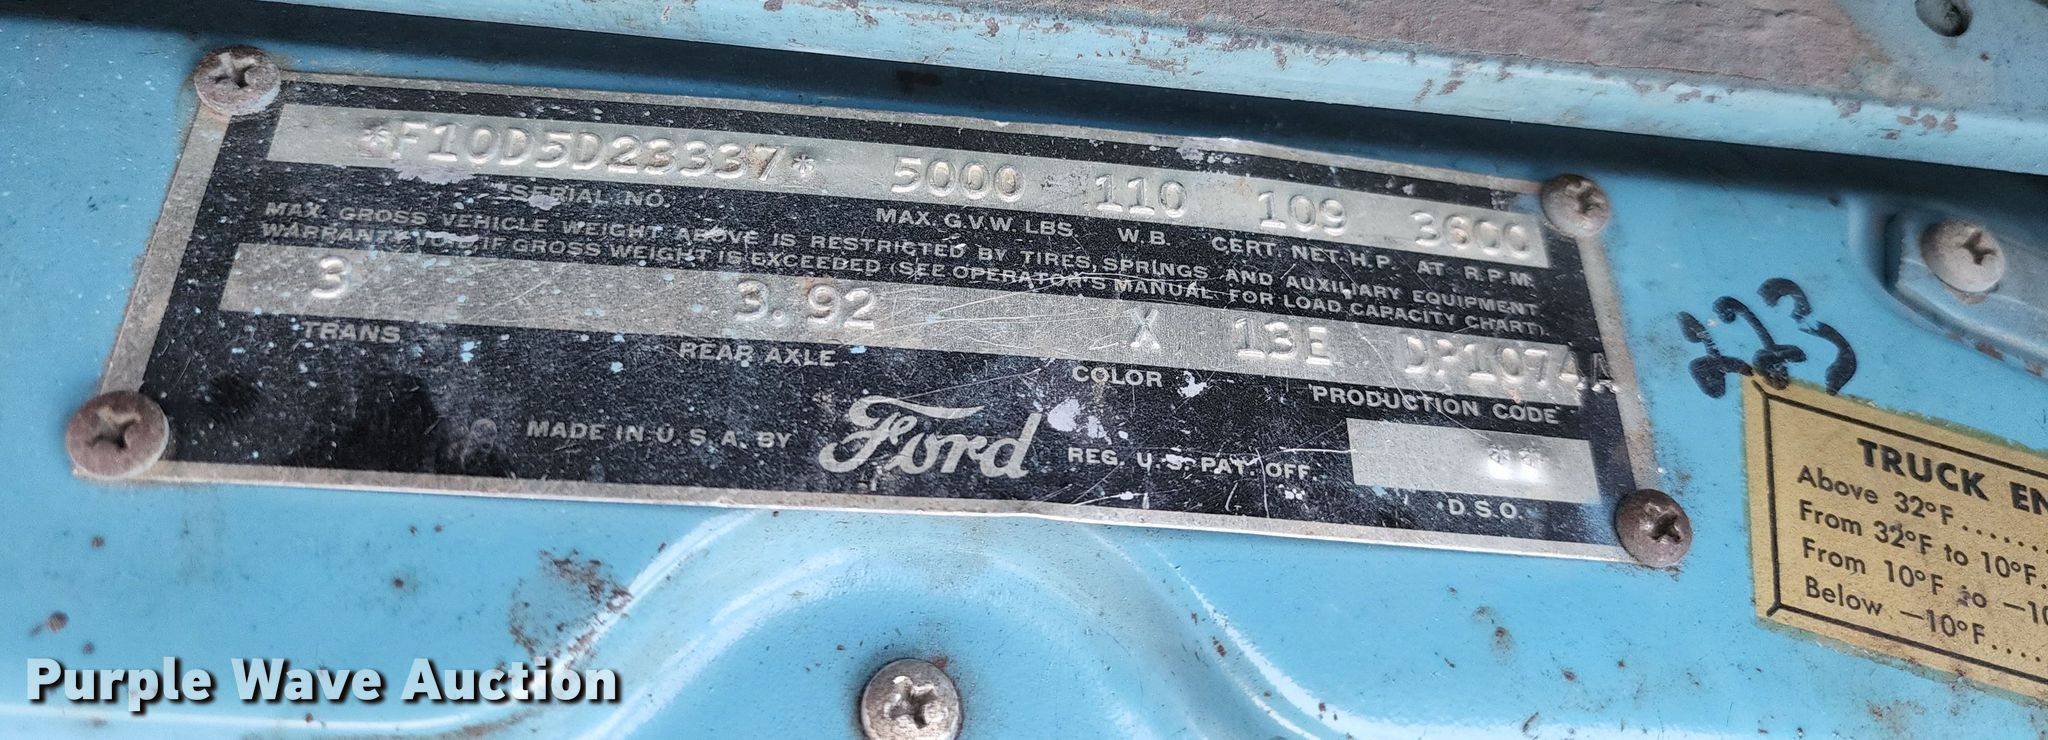 *F10D5D23337* 5000 110 109 3600
SERIAL NO. MAX. G.V.W. LBS. W.B. CERT. NET. H.P. AT R.P.M.
MAX. GROSS VEHICLE WEIGHT ABOVE IS RESTRICTED BY TIRES, SPRINGS AND AUXILIARY EQUIPMENT
WARRANTY VOID IF GROSS WEIGHT IS EXCEEDED (SEE OPERATOR'S MANUAL FOR LOAD CAPACITY CHART).
3 3.92 X 13E DP1074A
TRANS REAR AXLE COLOR PRODUCTION CODE
MADE IN U.S.A. BY Ford REG. U.S. PAT. OFF. **
D.S.O.
223
TRUCK EN
Above 32°F......
From 32°F to 10°F.
From 10°F to -10
Below -10°F....
Purple Wave Auction